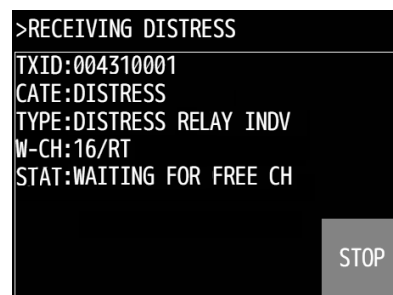 >RECEIVING DISTRESS
TXID:004310001
CATE:DISTRESS
TYPE:DISTRESS RELAY INDV
W-CH:16/RT
STAT:WAITING FOR FREE CH
STOP